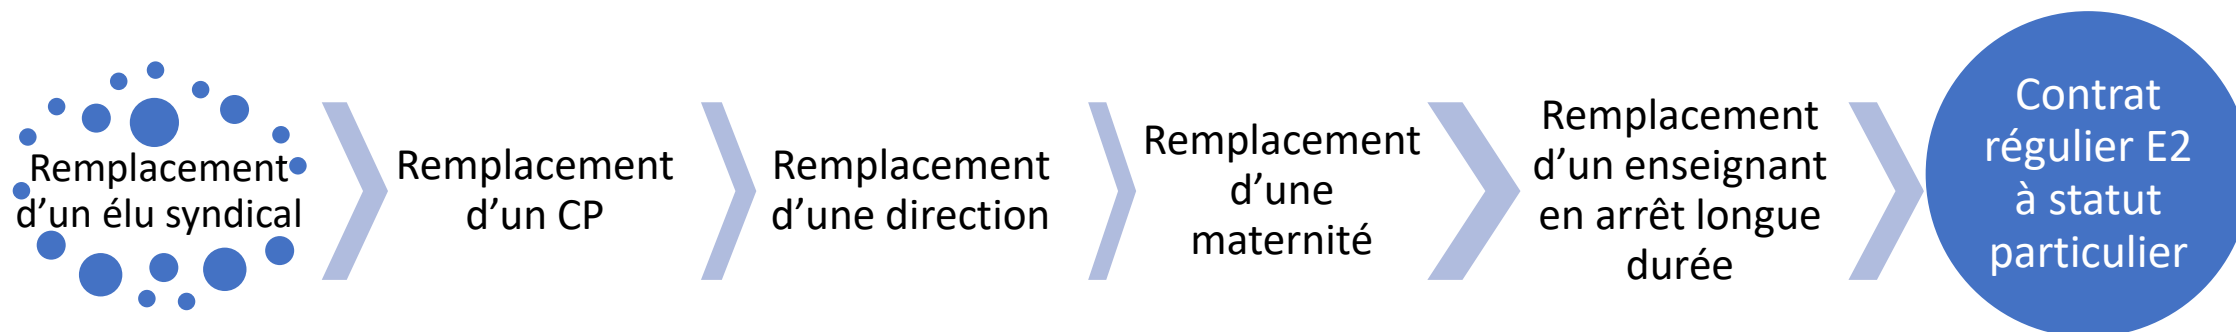 Remplacement
d’un élu syndical
Remplacement
d’un CP
Remplacement
d’une direction
Remplacement
d’une
maternité
Remplacement
d’un enseignant
en arrêt longue
durée
Contrat
régulier E2
à statut
particulier